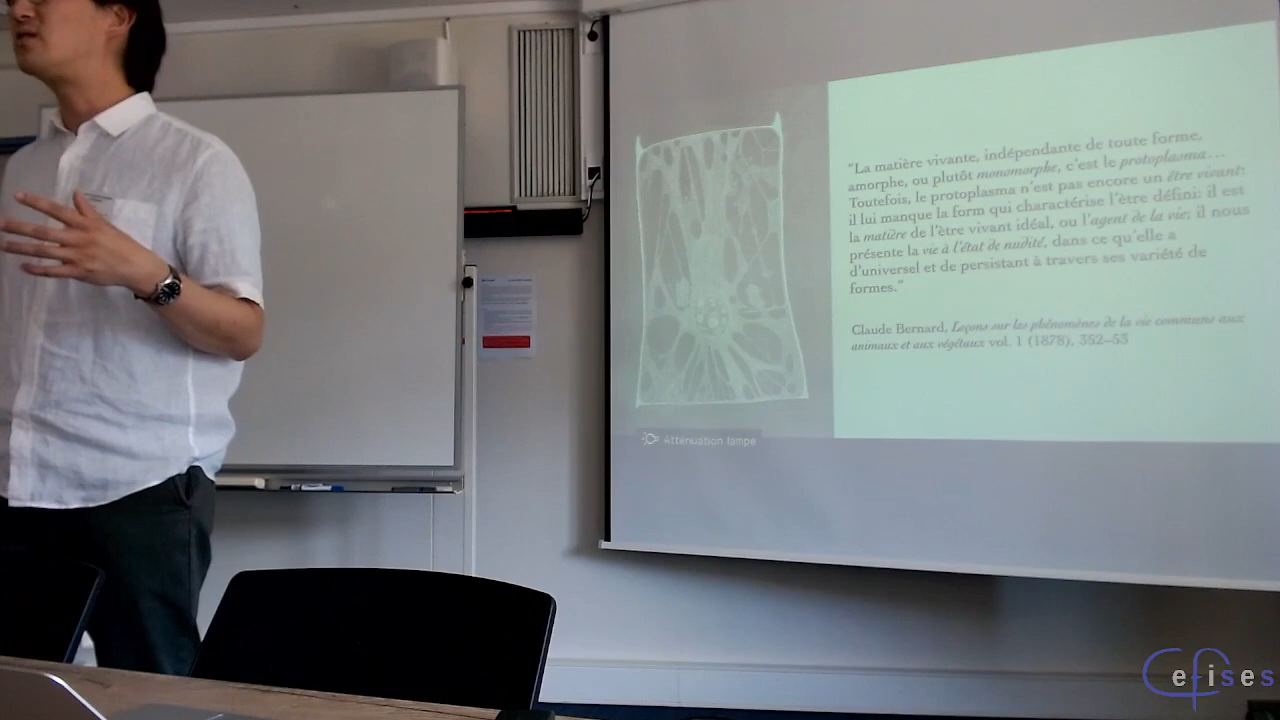 “La matière vivante, indépendante de toute forme,
amorphe, ou plutôt monomorphe, c’est le protoplasma…
Toutefois, le protoplasma n’est pas encore un être vivant:
il lui manque la form qui charactérise l’être défini: il est
la matière de l’être vivant idéal, ou l’agent de la vie; il nous
présente la vie à l’état de nudité, dans ce qu’elle a
d’universel et de persistant à travers ses variété de
formes.”
Claude Bernard, Leçons sur les phénomènes de la vie communs aux
animaux et aux végétaux vol. 1 (1878), 352–53
Atténuation lampe
Cefises